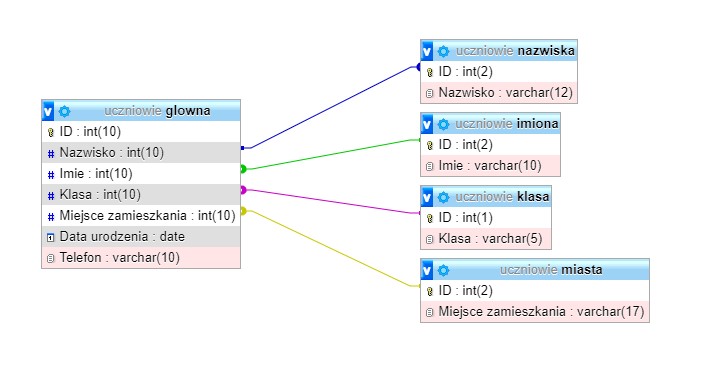 v uczniowie glowna
ID : int(10)
# Nazwisko : int(10)
# Imie : int(10)
# Klasa : int(10)
# Miejsce zamieszkania : int(10)
Data urodzenia : date
Telefon : varchar(10)
v uczniowie nazwiska
ID : int(2)
Nazwisko : varchar(12)
v uczniowie imiona
ID : int(2)
Imie : varchar(10)
v uczniowie klasa
ID : int(1)
Klasa : varchar(5)
v uczniowie miasta
ID : int(2)
Miejsce zamieszkania : varchar(17)